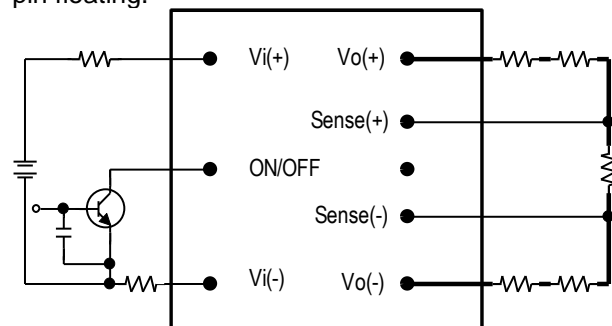 pin floating.
Vi(+) Vo(+)
Sense(+)
ON/OFF
Sense(-)
Vi(-) Vo(-)